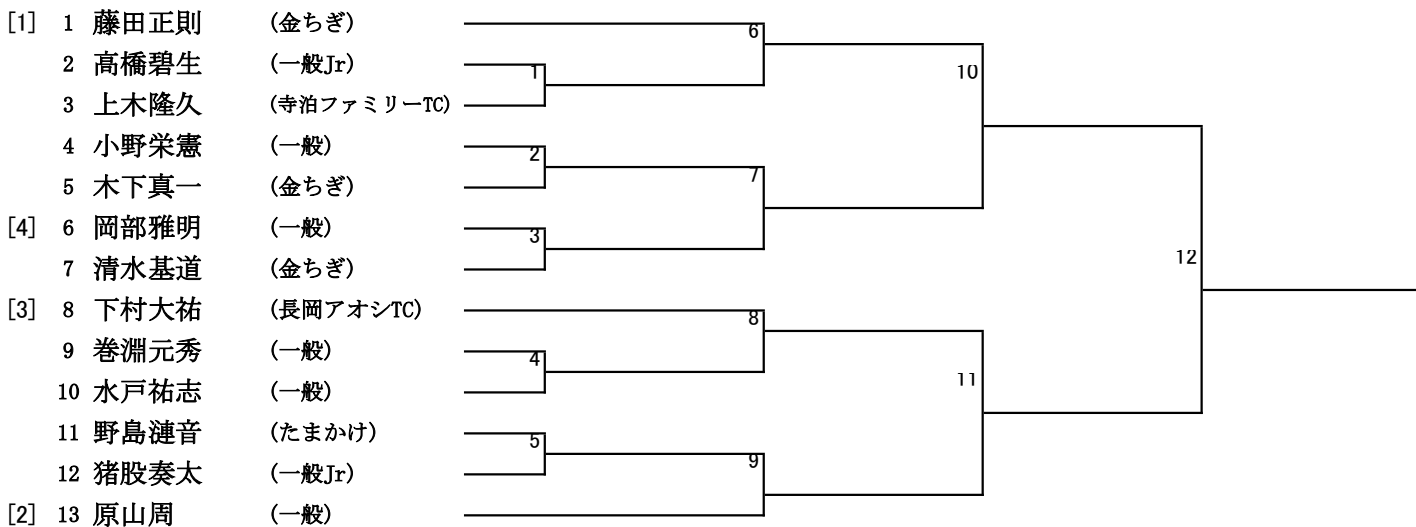 [1] 1 藤田正則 (金ちぎ)
6
2 高橋碧生 (一般Jr)
1
10
3 上木隆久 (寺泊ファミリーTC)
4 小野栄憲 (一般)
2
5 木下真一 (金ちぎ)
7
[4] 6 岡部雅明 (一般)
3
7 清水基道 (金ちぎ)
12
[3] 8 下村大祐 (長岡アオシTC)
8
9 巻淵元秀 (一般)
4
11
10 水戸祐志 (一般)
11 野島漣音 (たまかけ)
5
12 猪股奏太 (一般Jr)
9
[2] 13 原山周 (一般)